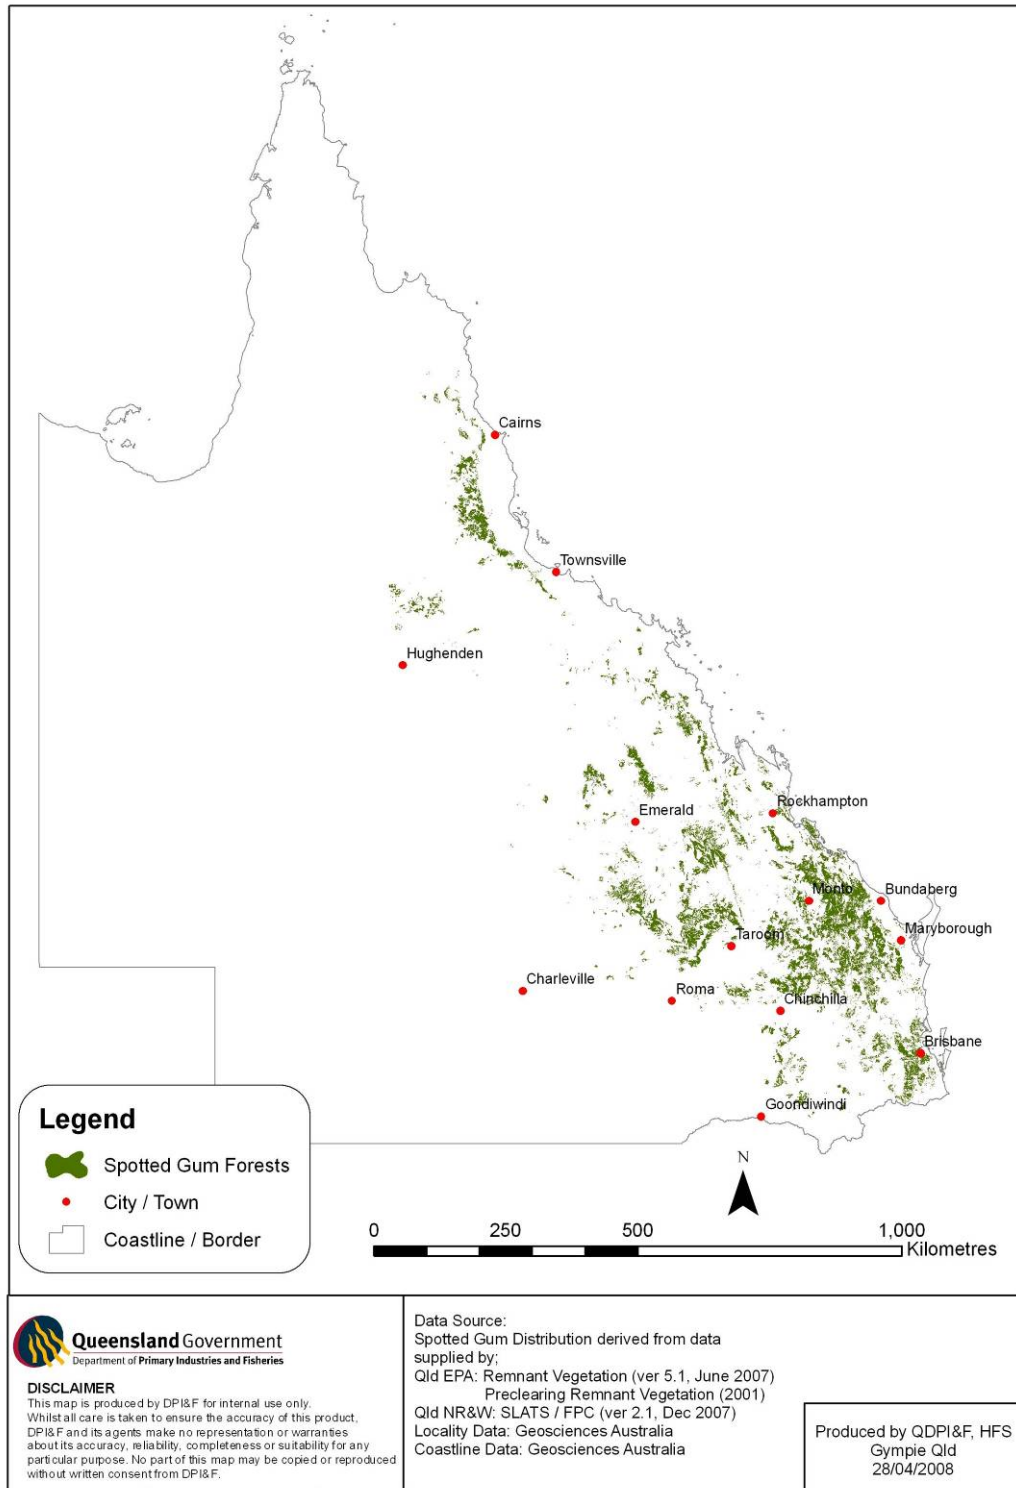 Cairns
Townsville
Hughenden
Rockhampton
Emerald
Monto
Bundaberg
Maryborough
Taroom
Charleville
Roma
Chinchilla
Brisbane
Goondiwindi
Legend
Spotted Gum Forests
City / Town
Coastline / Border
N
0 250 500 1,000
Kilometres
Queensland Government
Department of Primary Industries and Fisheries
DISCLAIMER
This map is produced by DPI&F for internal use only.
Whilst all care is taken to ensure the accuracy of this product,
DPI&F and its agents make no representation or warranties
about its accuracy, reliability, completeness or suitability for any
particular purpose. No part of this map may be copied or reproduced
without written consent from DPI&F.
Data Source:
Spotted Gum Distribution derived from data
supplied by;
Qld EPA: Remnant Vegetation (ver 5.1, June 2007)
Preclearing Remnant Vegetation (2001)
Qld NR&W: SLATS / FPC (ver 2.1, Dec 2007)
Locality Data: Geosciences Australia
Coastline Data: Geosciences Australia
Produced by QDPI&F, HFS
Gympie Qld
28/04/2008